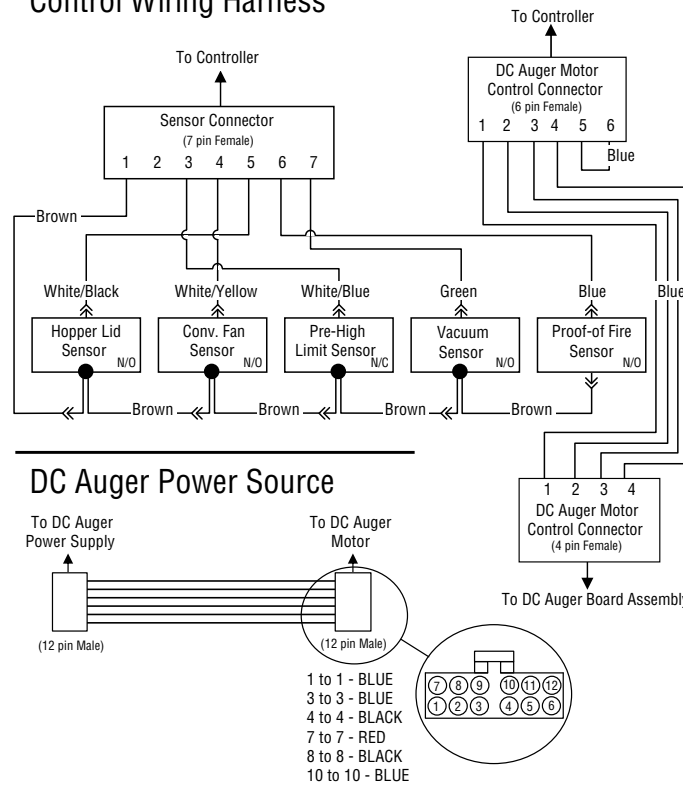 Control Wiring Harness
To Controller
To Controller
DC Auger Motor
Control Connector
(6 pin Female)
1 2 3 4 5 6
Blue
Sensor Connector
(7 pin Female)
1 2 3 4 5 6 7
Brown
White/Black
White/Yellow
White/Blue
Green
Blue
Blue
Hopper Lid
Sensor
N/O
Conv. Fan
Sensor
N/O
Pre-High
Limit Sensor
N/C
Vacuum
Sensor
N/O
Proof-of Fire
Sensor
N/O
Brown
Brown
Brown
Brown
DC Auger Power Source
1 2 3 4
DC Auger Motor
Control Connector
(4 pin Female)
To DC Auger Board Assembly
To DC Auger
Power Supply
To DC Auger
Motor
(12 pin Male)
(12 pin Male)
1 to 1 - BLUE
3 to 3 - BLUE
4 to 4 - BLACK
7 to 7 - RED
8 to 8 - BLACK
10 to 10 - BLUE
7 8 9 10 11 12
1 2 3 4 5 6